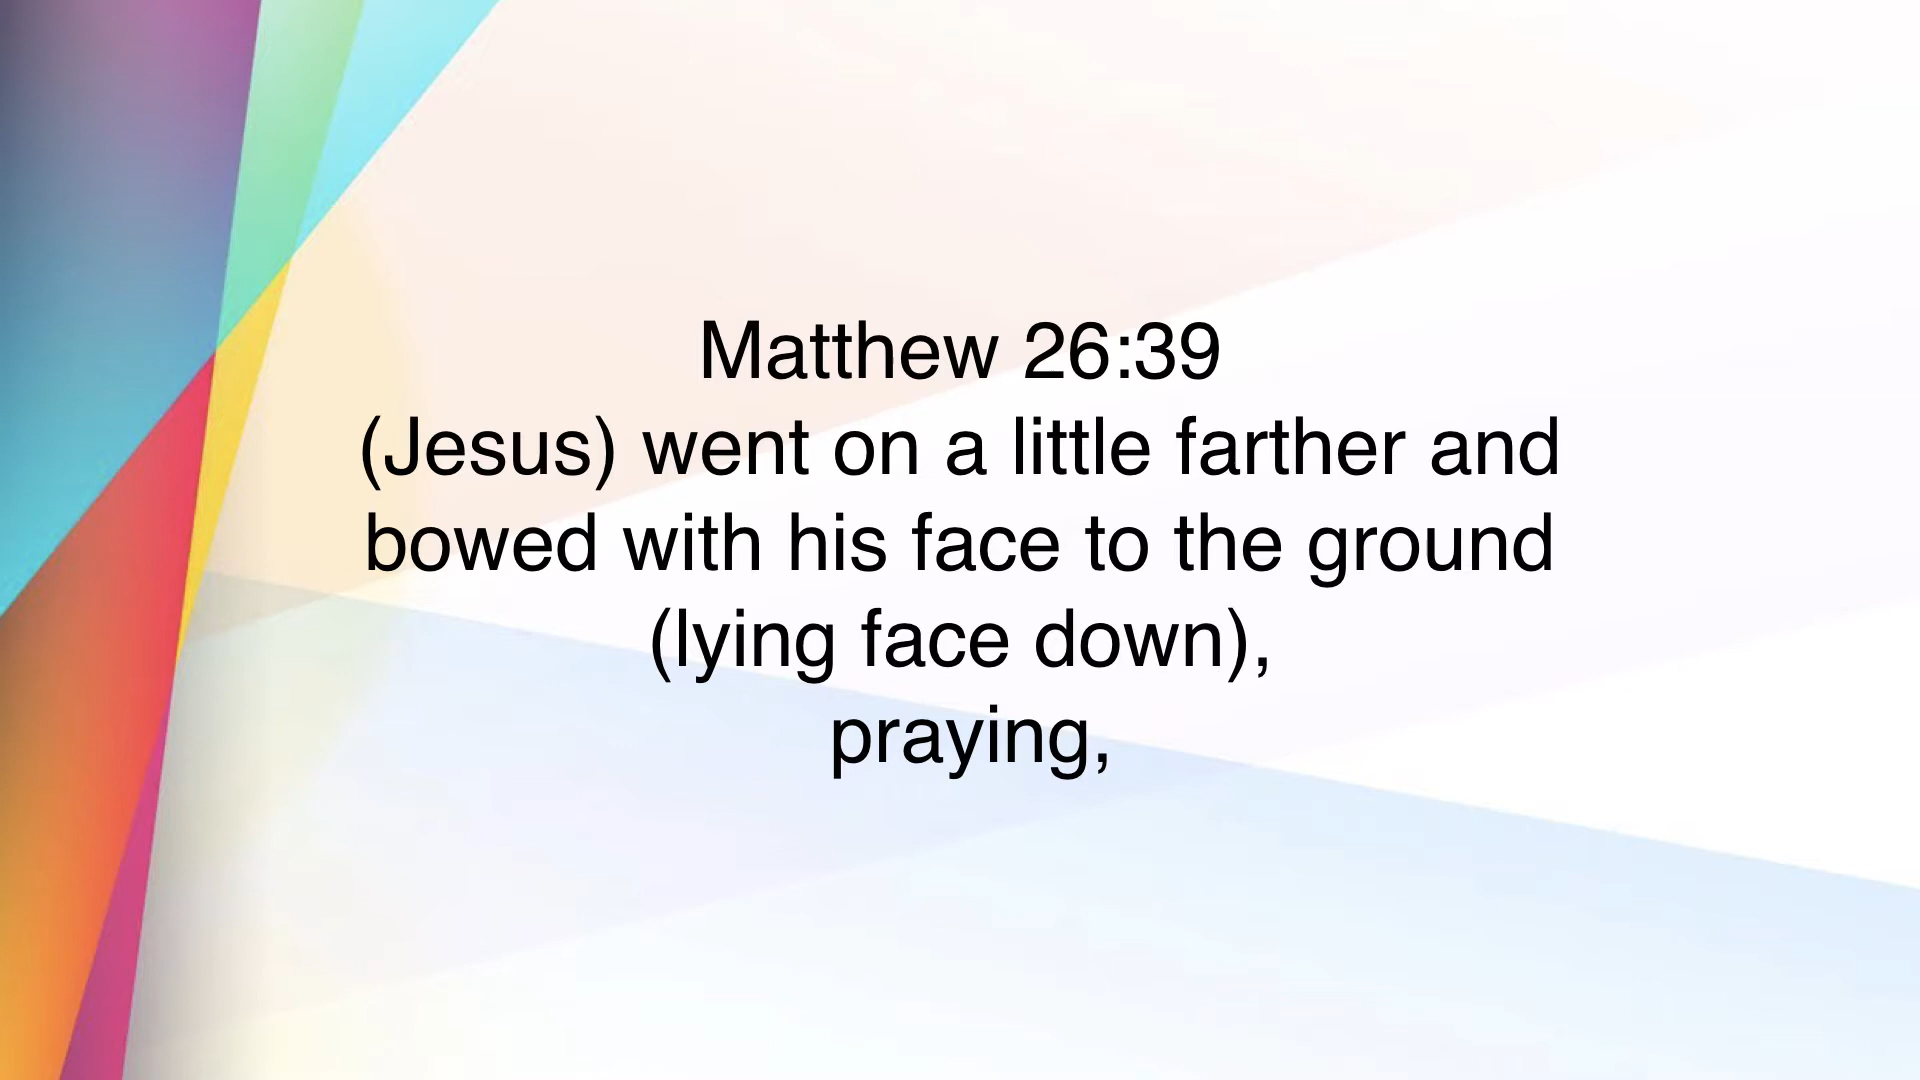 Matthew 26:39
(Jesus) went on a little farther and
bowed with his face to the ground
(lying face down),
praying,